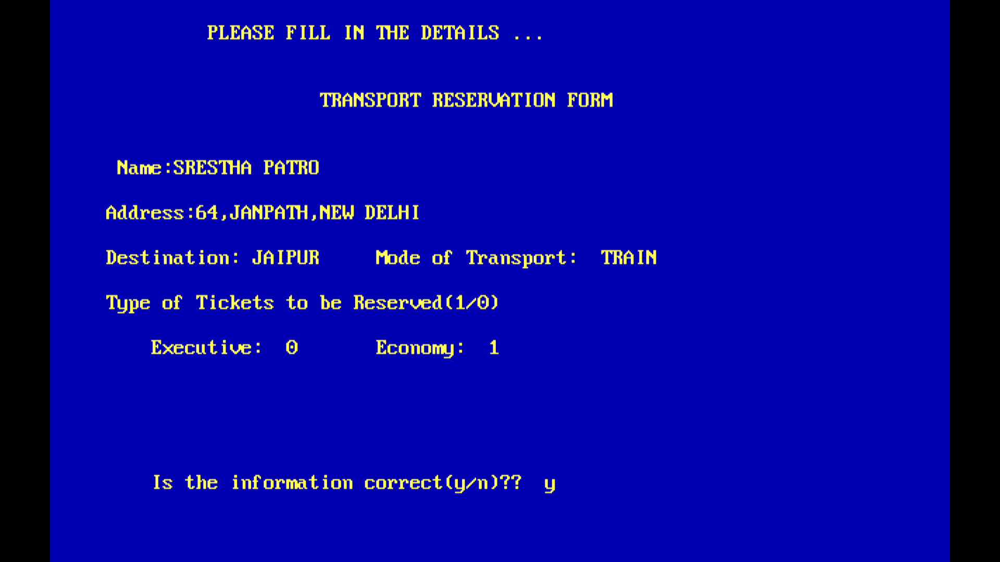 PLEASE FILL IN THE DETAILS ...
TRANSPORT RESERVATION FORM
Name:SRESTHA PATRO
Address:64,JANPATH,NEW DELHI
Destination: JAIPUR Mode of Transport: TRAIN
Type of Tickets to be Reserved(1/0)
Executive: 0 Economy: 1
Is the information correct(y/n)?? y